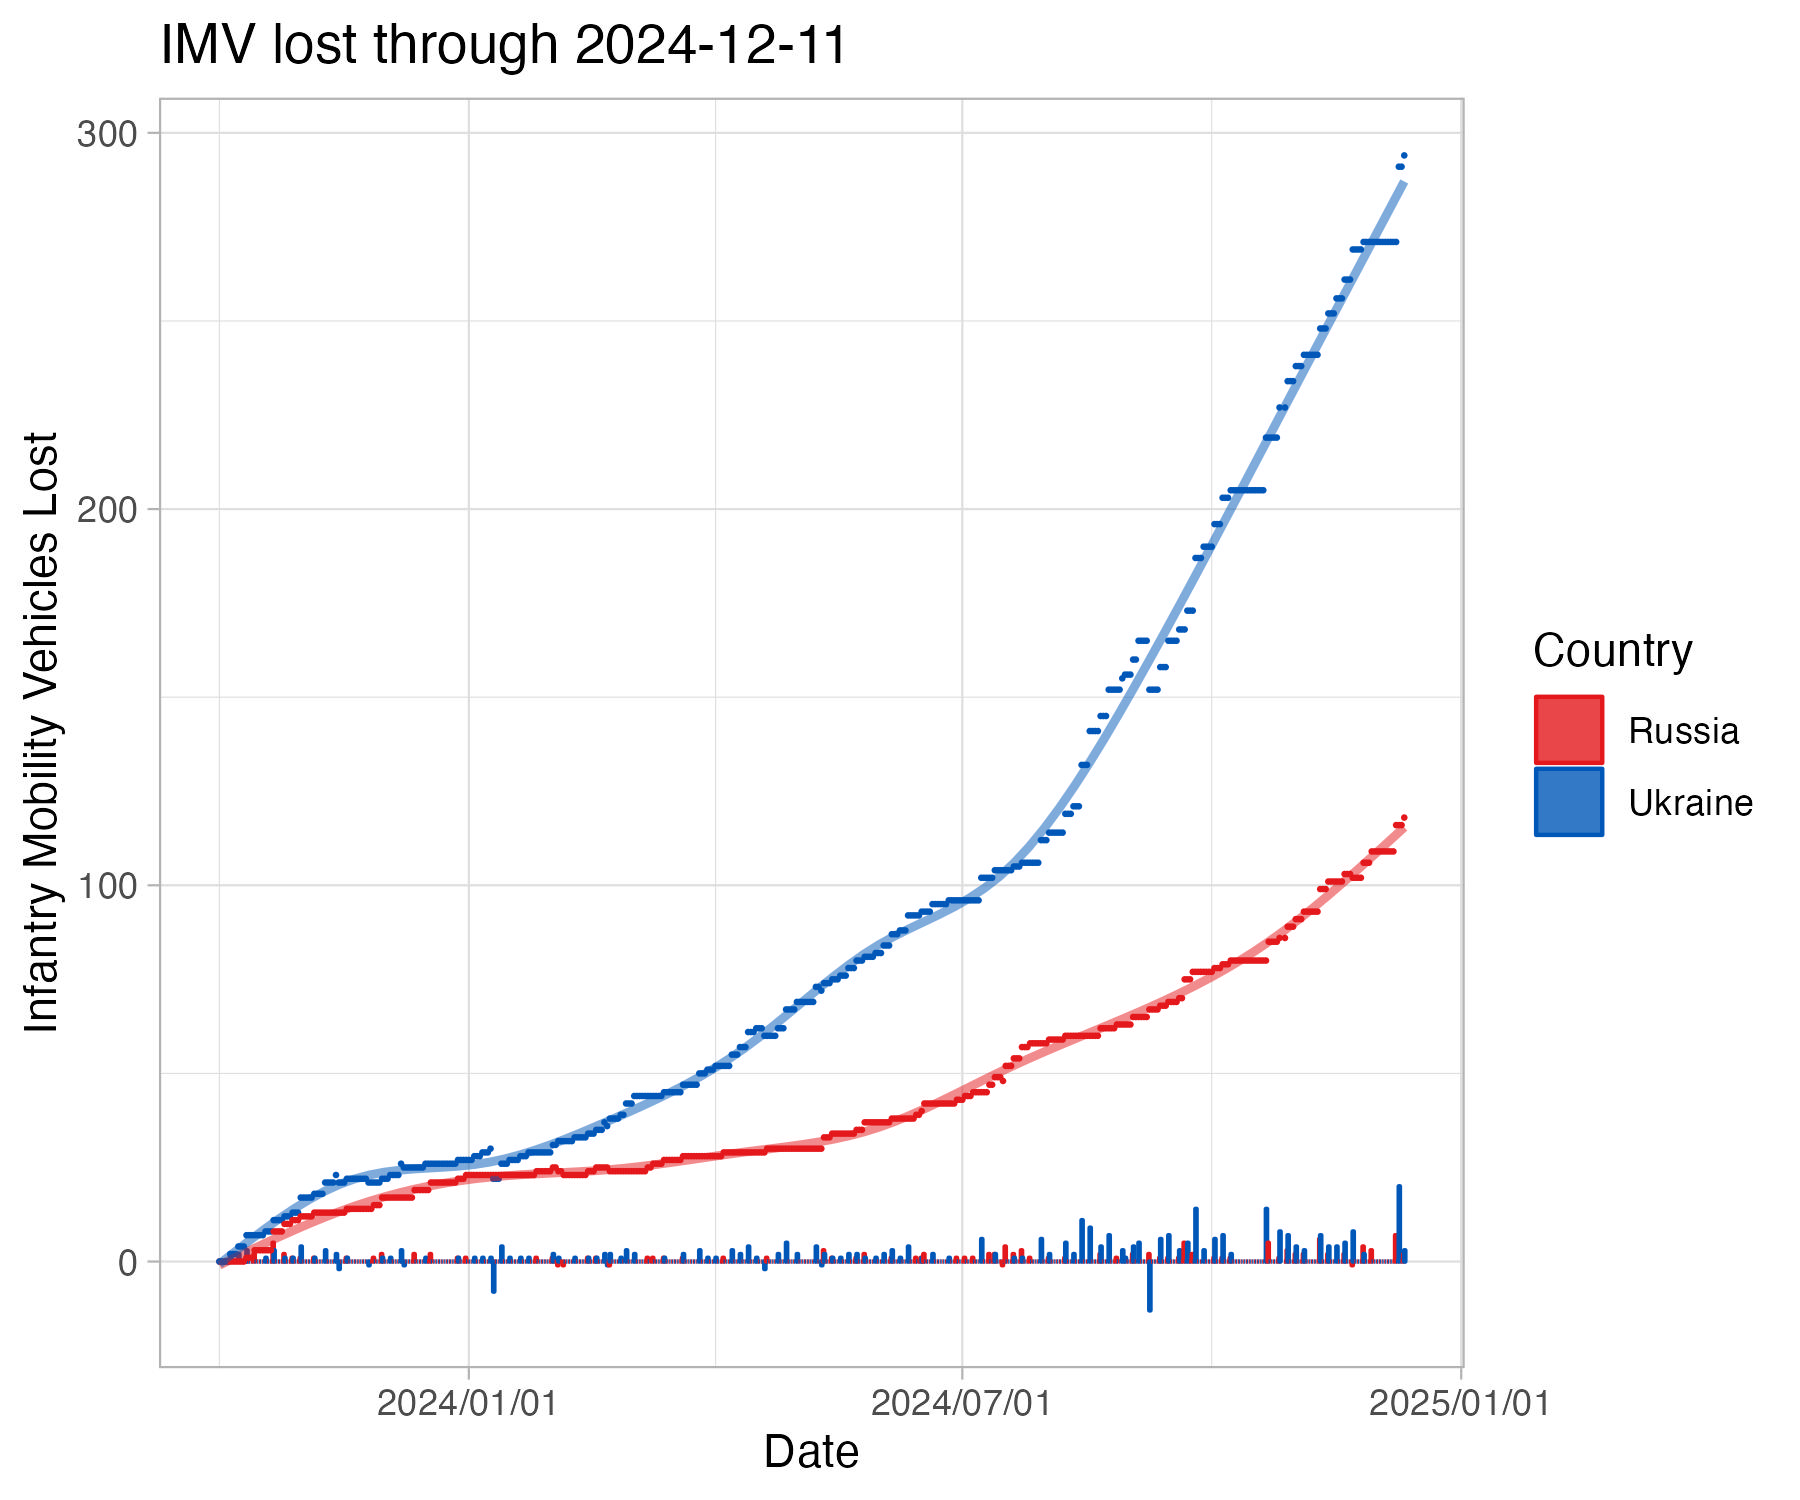 IMV lost through 2024-12-11
Infantry Mobility Vehicles Lost
300
200
100
0
2024/01/01
2024/07/01
2025/01/01
Date
Country
Russia
Ukraine